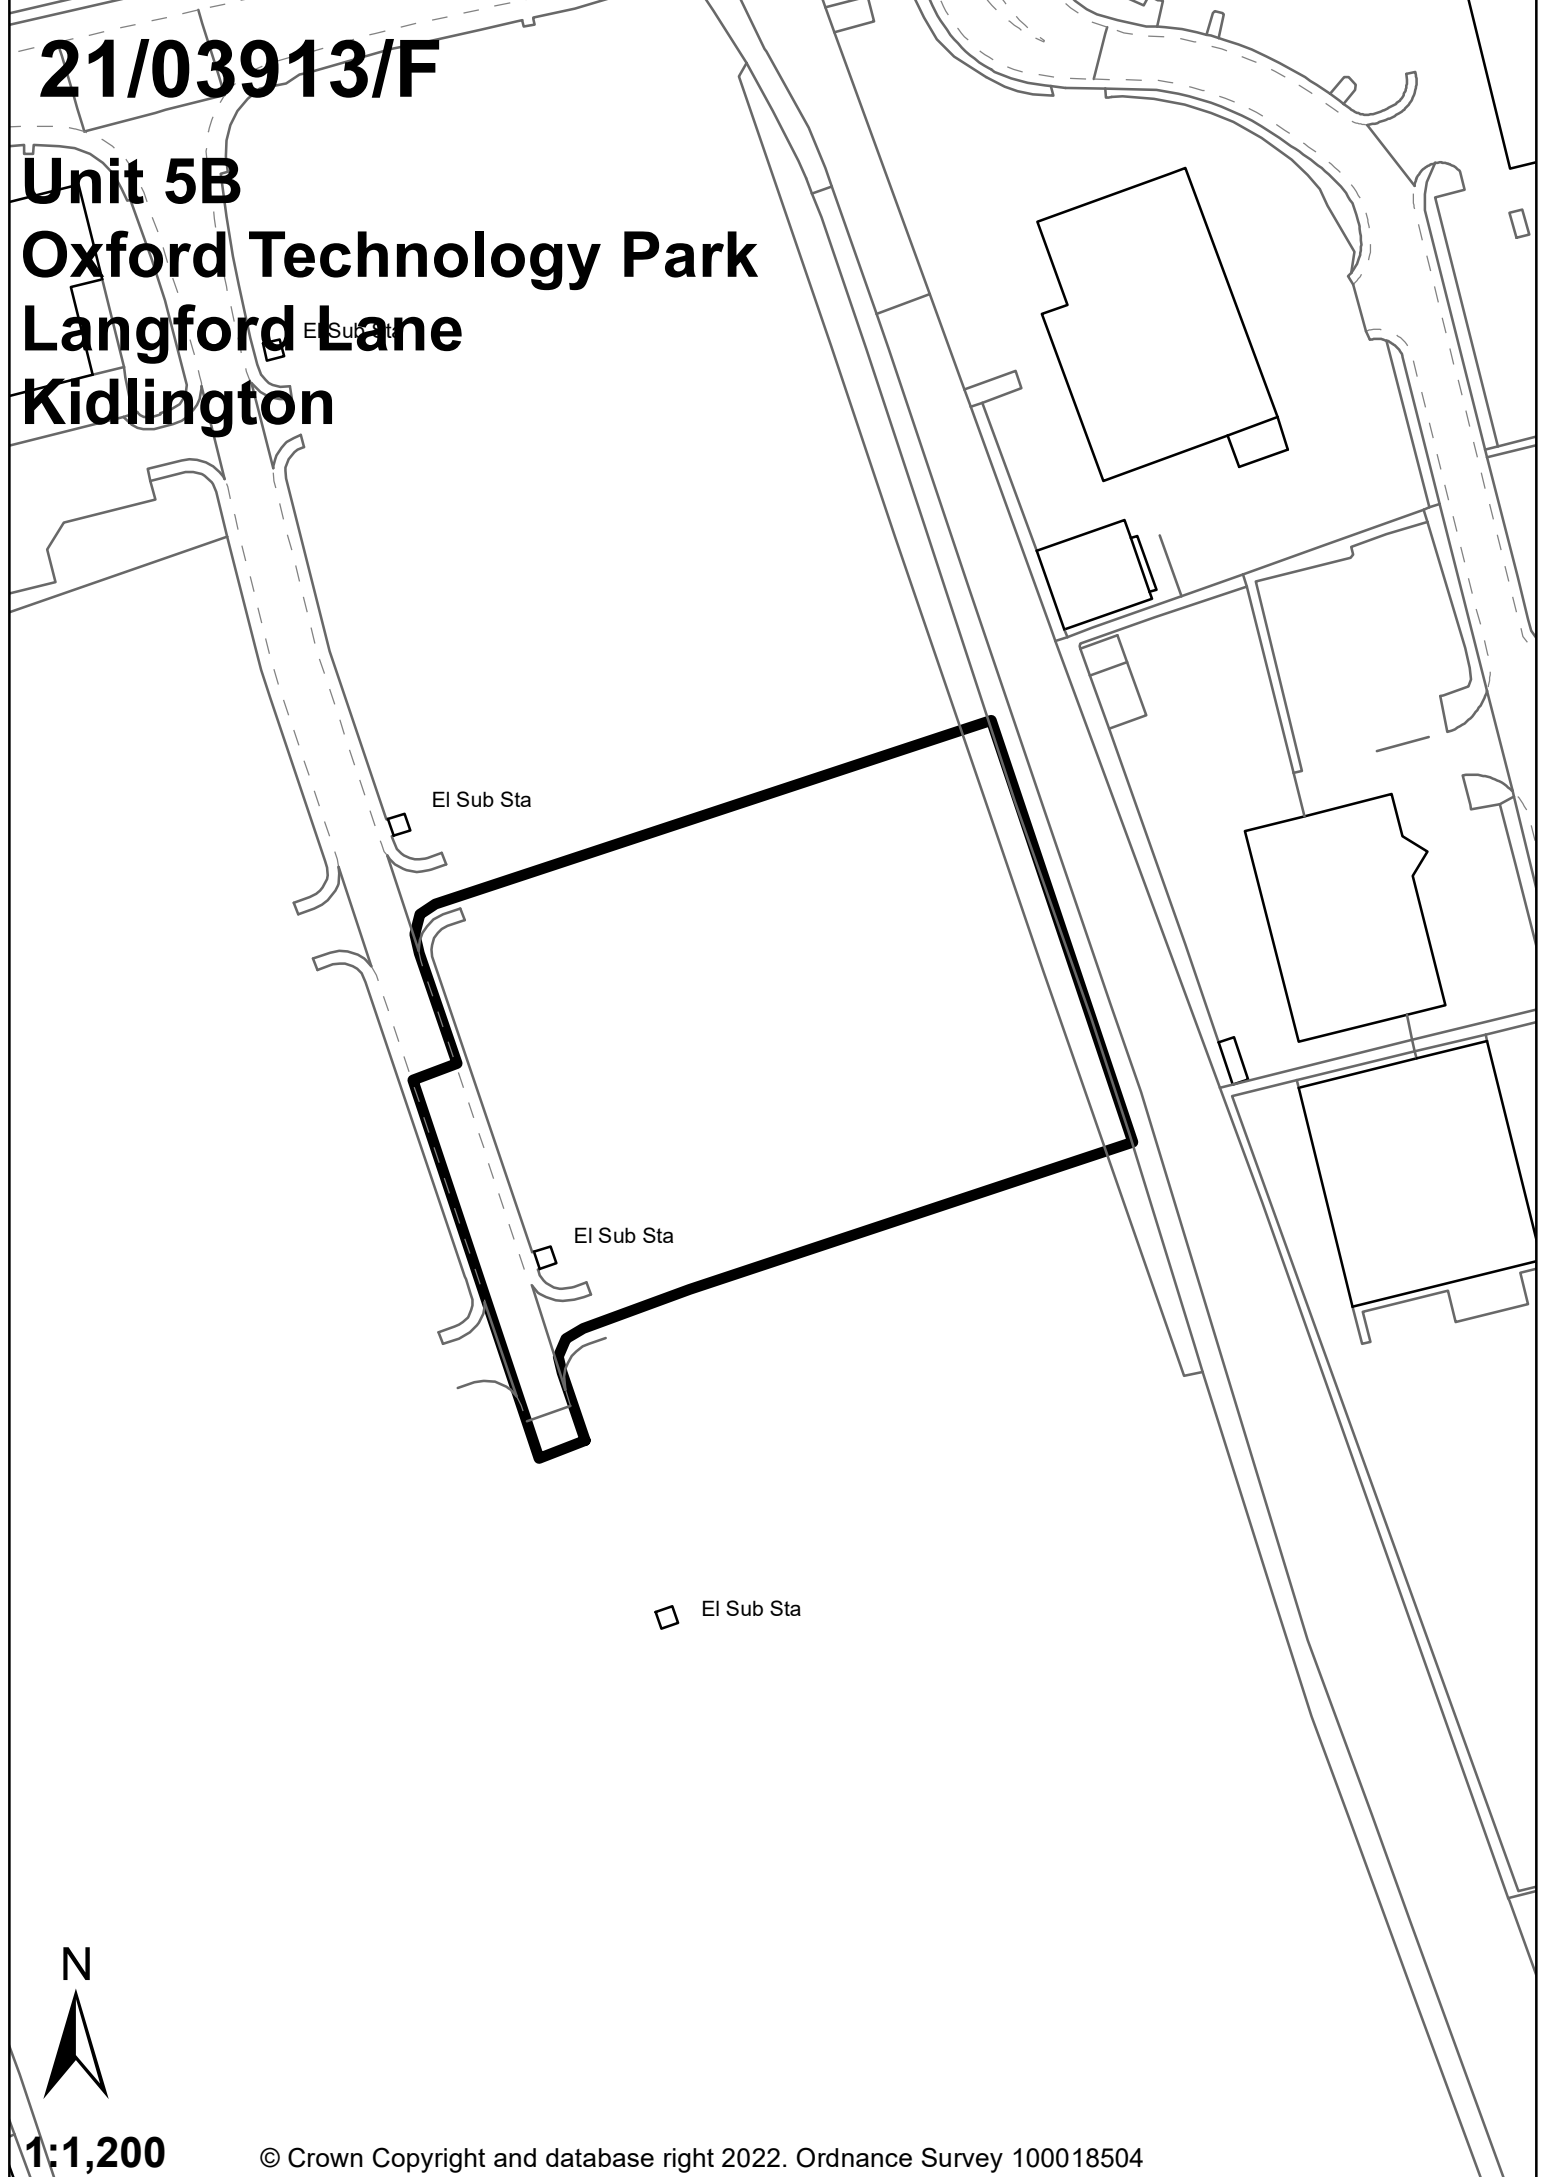 21/03913/F
Unit 5B
Oxford Technology Park
Langford Lane
Kidlington
El Sub Sta
El Sub Sta
El Sub Sta
El Sub Sta
N
1:1,200
© Crown Copyright and database right 2022. Ordnance Survey 100018504